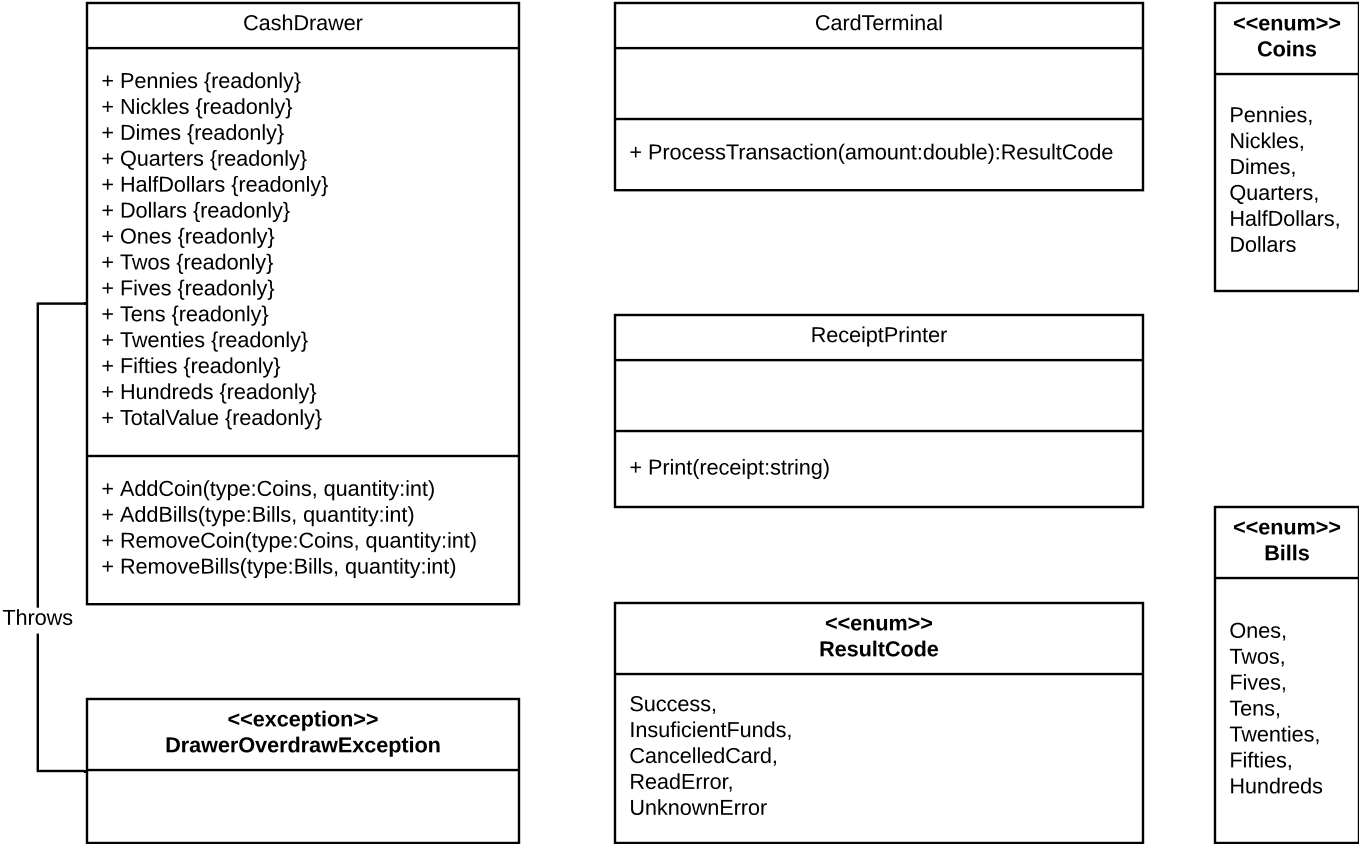 CashDrawer
+ Pennies {readonly}
+ Nickles {readonly}
+ Dimes {readonly}
+ Quarters {readonly}
+ HalfDollars {readonly}
+ Dollars {readonly}
+ Ones {readonly}
+ Twos {readonly}
+ Fives {readonly}
+ Tens {readonly}
+ Twenties {readonly}
+ Fifties {readonly}
+ Hundreds {readonly}
+ TotalValue {readonly}
+ AddCoin(type:Coins, quantity:int)
+ AddBills(type:Bills, quantity:int)
+ RemoveCoin(type:Coins, quantity:int)
+ RemoveBills(type:Bills, quantity:int)
Throws
<<exception>>
DrawerOverdrawException
CardTerminal
+ ProcessTransaction(amount:double):ResultCode
ReceiptPrinter
+ Print(receipt:string)
<<enum>>
ResultCode
Success,
InsuficientFunds,
CancelledCard,
ReadError,
UnknownError
<<enum>>
Coins
Pennies,
Nickles,
Dimes,
Quarters,
HalfDollars,
Dollars
<<enum>>
Bills
Ones,
Twos,
Fives,
Tens,
Twenties,
Fifties,
Hundreds